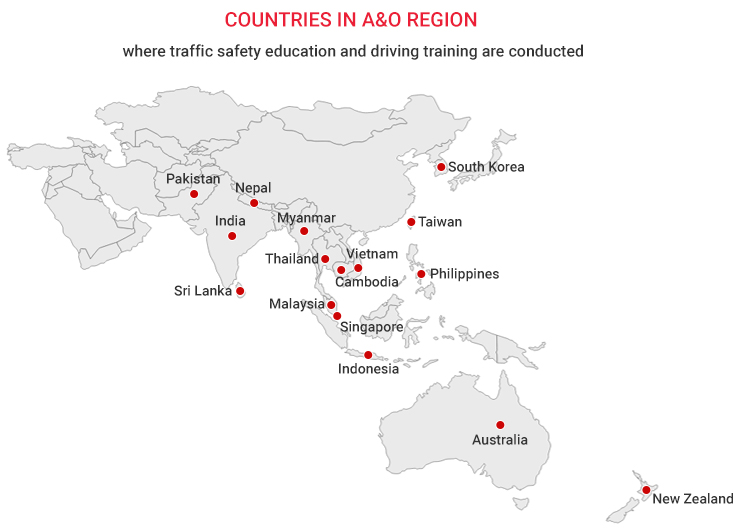 COUNTRIES IN A&O REGION
where traffic safety education and driving training are conducted
South Korea
Pakistan
Nepal
India
Myanmar
Taiwan
Thailand
Vietnam
Philippines
Cambodia
Sri Lanka
Malaysia
Singapore
Indonesia
Australia
New Zealand